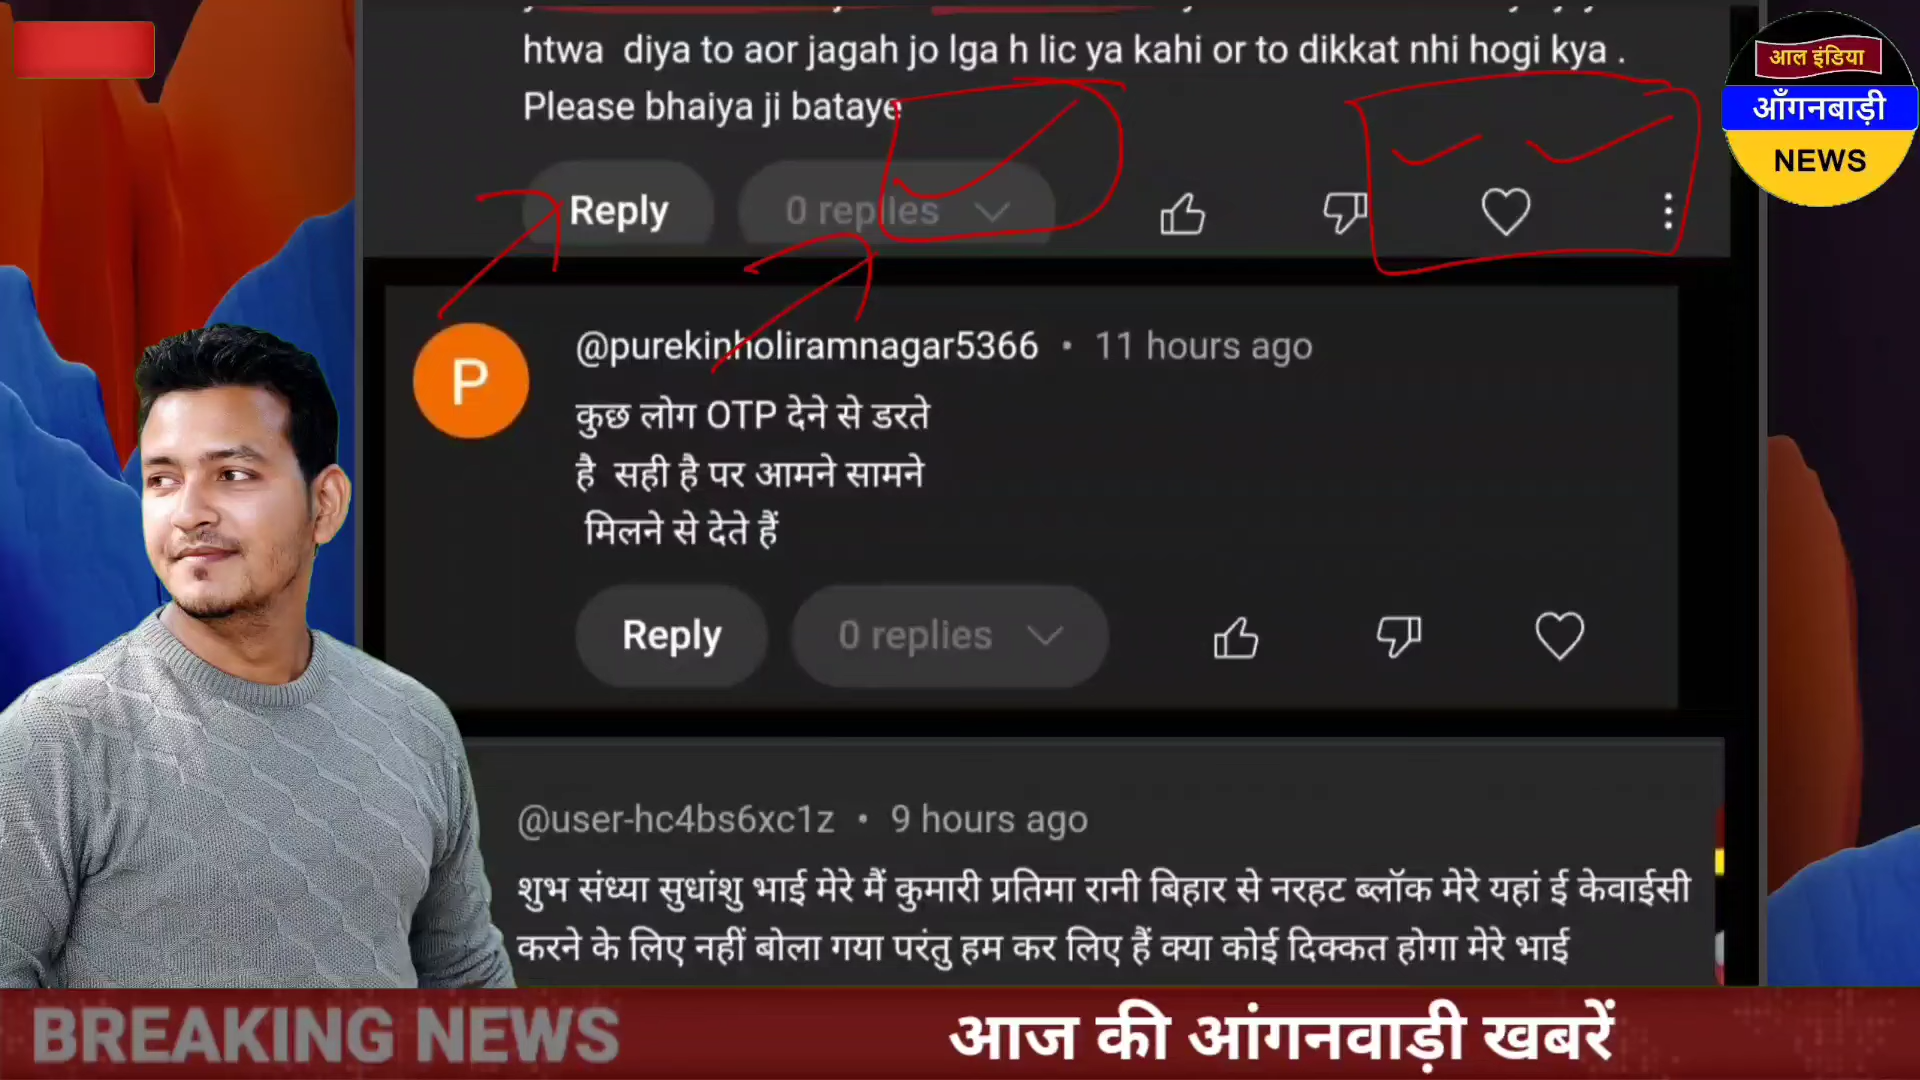 htwa diya to aor jagah jo lga h lic ya kahi or to dikkat nhi hogi kya .
Please bhaiya ji bataye
Reply
0 replies
@purekinholiramnagar5366 • 11 hours ago
P
कुछ लोग OTP देने से डरते
है सही है पर आमने सामने
मिलने से देते हैं
Reply
0 replies
@user-hc4bs6xc1z • 9 hours ago
शुभ संध्या सुधांशु भाई मेरे मैं कुमारी प्रतिमा रानी बिहार से नरहट ब्लॉक मेरे यहां ई केवाईसी
करने के लिए नहीं बोला गया परंतु हम कर लिए हैं क्या कोई दिक्कत होगा मेरे भाई
आल इंडिया
आँगनबाड़ी
NEWS
BREAKING NEWS
आज की आंगनवाड़ी खबरें